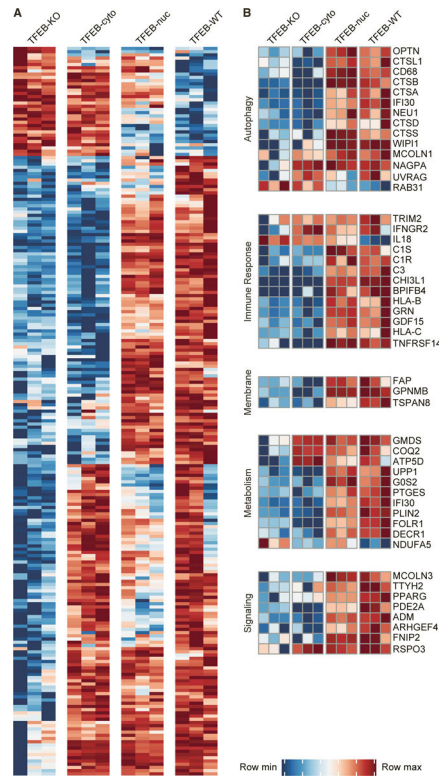 A
TFEB-KO
TFEB-cyto
TFEB-nuc
TFEB-WT
B
TFEB-KO
TFEB-cyto
TFEB-nuc
TFEB-WT
Autophagy
OPTN
CTSL1
CD68
CTSB
CTSA
IFI30
NEU1
CTSD
CTSS
WIPI1
MCOLN1
NAGPA
UVRAG
RAB31
Immune Response
TRIM2
IFNGR2
IL18
C1S
C1R
C3
CHI3L1
BPIFB4
HLA-B
GRN
GDF15
HLA-C
TNFRSF14
Membrane
FAP
GPNMB
TSPAN8
Metabolism
GMDS
COQ2
ATP5D
UPP1
G0S2
PTGES
IFI30
PLIN2
FOLR1
DECR1
NDUFA5
Signaling
MCOLN3
TTYH2
PPARG
PDE2A
ADM
ARHGEF4
FNIP2
RSPO3
Row min
Row max